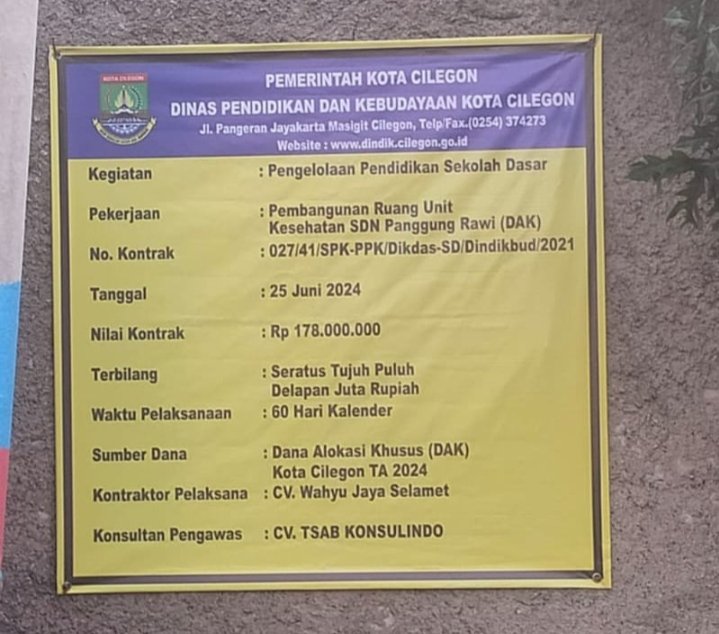 KOTA CILEGON
PEMERINTAH KOTA CILEGON
DINAS PENDIDIKAN DAN KEBUDAYAAN KOTA CILEGON
Jl. Pangeran Jayakarta Masigit Cilegon, Telp/Fax.(0254) 374273
Website : www.dindik.cilegon.go.id
Kegiatan : Pengelolaan Pendidikan Sekolah Dasar
Pekerjaan : Pembangunan Ruang Unit
Kesehatan SDN Panggung Rawi (DAK)
No. Kontrak : 027/41/SPK-PPK/Dikdas-SD/Dindikbud/2021
Tanggal : 25 Juni 2024
Nilai Kontrak : Rp 178.000.000
Terbilang : Seratus Tujuh Puluh
Delapan Juta Rupiah
Waktu Pelaksanaan : 60 Hari Kalender
Sumber Dana : Dana Alokasi Khusus (DAK)
Kota Cilegon TA 2024
Kontraktor Pelaksana : CV. Wahyu Jaya Selamet
Konsultan Pengawas : CV. TSAB KONSULINDO